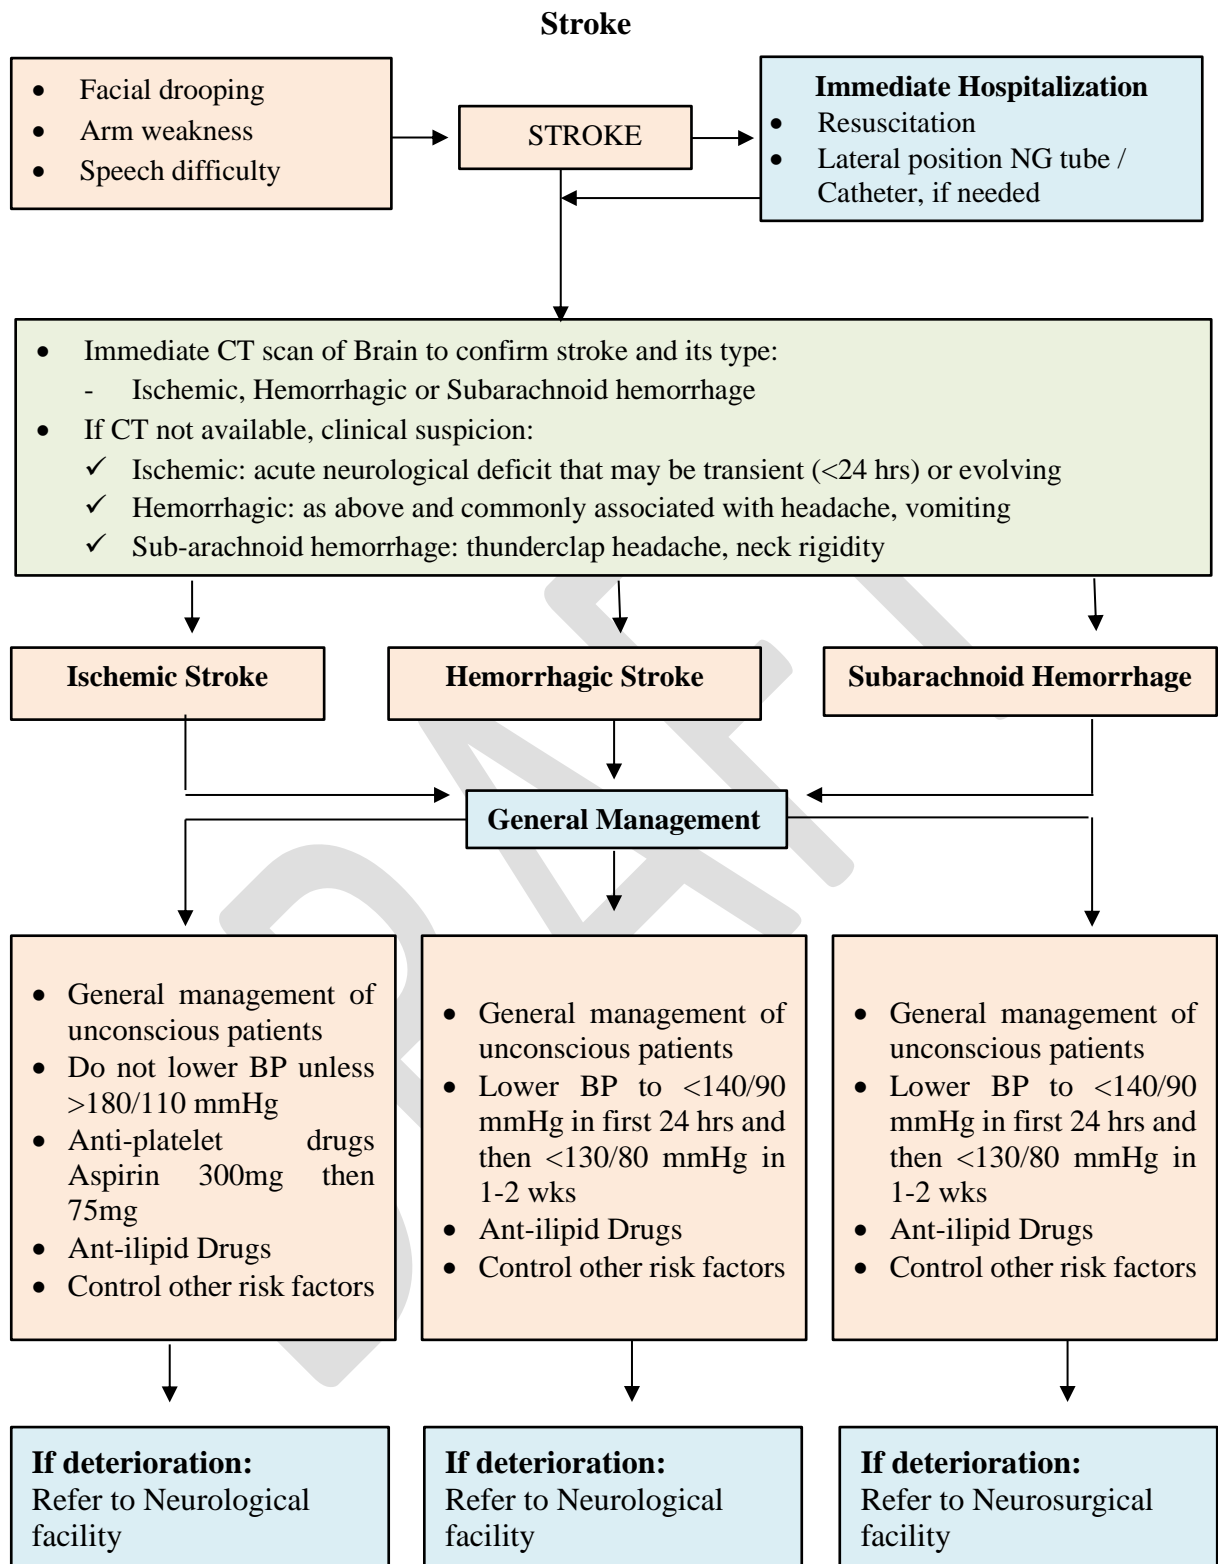 Stroke
• Facial drooping
• Arm weakness
• Speech difficulty
STROKE
Immediate Hospitalization
• Resuscitation
• Lateral position NG tube /
Catheter, if needed
• Immediate CT scan of Brain to confirm stroke and its type:
- Ischemic, Hemorrhagic or Subarachnoid hemorrhage
• If CT not available, clinical suspicion:
✓ Ischemic: acute neurological deficit that may be transient (<24 hrs) or evolving
✓ Hemorrhagic: as above and commonly associated with headache, vomiting
✓ Sub-arachnoid hemorrhage: thunderclap headache, neck rigidity
Ischemic Stroke
Hemorrhagic Stroke
Subarachnoid Hemorrhage
General Management
• General management of
unconscious patients
• Do not lower BP unless
>180/110 mmHg
• Anti-platelet drugs
Aspirin 300mg then
75mg
• Ant-ilipid Drugs
• Control other risk factors
• General management of
unconscious patients
• Lower BP to <140/90
mmHg in first 24 hrs and
then <130/80 mmHg in
1-2 wks
• Ant-ilipid Drugs
• Control other risk factors
• General management of
unconscious patients
• Lower BP to <140/90
mmHg in first 24 hrs and
then <130/80 mmHg in
1-2 wks
• Ant-ilipid Drugs
• Control other risk factors
If deterioration:
Refer to Neurological
facility
If deterioration:
Refer to Neurological
facility
If deterioration:
Refer to Neurosurgical
facility
DRAFT